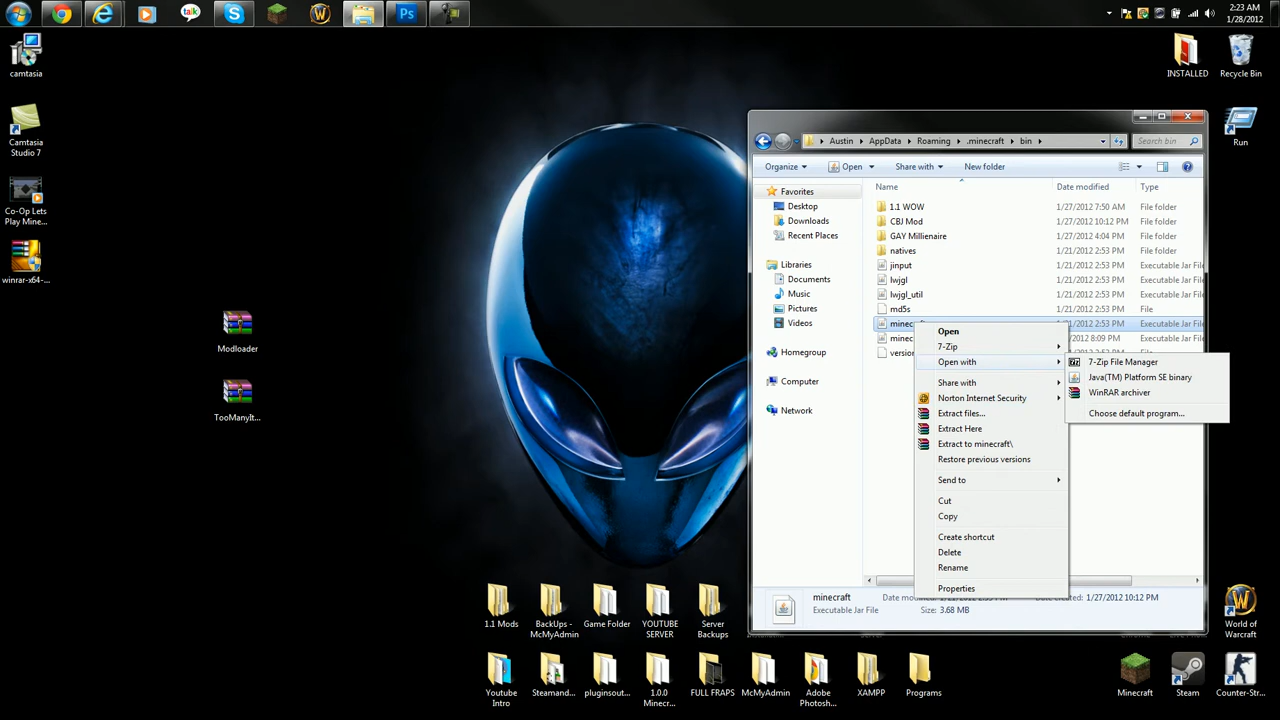 2:23 AM
1/28/2012
talk
camtasia
Camtasia
Studio 7
Co-Op Lets
Play Mine...
winrar-x64-...
Modloader
TooManyIt...
INSTALLED
Recycle Bin
Run
Austin
AppData
Roaming
.minecraft
bin
Search bin
Organize
Open
Share with
New folder
Favorites
Desktop
Downloads
Recent Places
Libraries
Documents
Music
Pictures
Videos
Homegroup
Computer
Network
Name
Date modified
Type
1.1 WOW
1/27/2012 7:50 AM
File folder
CBJ Mod
1/27/2012 10:12 PM
File folder
GAY Millienaire
1/27/2012 4:04 PM
File folder
natives
1/21/2012 2:53 PM
File folder
jinput
1/21/2012 2:53 PM
Executable Jar File
lwjgl
1/21/2012 2:53 PM
Executable Jar File
lwjgl_util
1/21/2012 2:53 PM
Executable Jar File
md5s
1/21/2012 2:53 PM
File
Executable Jar File
Executable Jar File
Open
7-Zip
Open with
Share with
Norton Internet Security
Extract files...
Extract Here
Extract to minecraft\
Restore previous versions
Send to
Cut
Copy
Create shortcut
Delete
Rename
Properties
7-Zip File Manager
Java(TM) Platform SE binary
WinRAR archiver
Choose default program...
minecraft
Executable Jar File
Size: 3.68 MB
1/27/2012 10:12 PM
1.1 Mods
BackUps -
McMyAdmin
Game Folder
YOUTUBE
SERVER
Server
Backups
World of
Warcraft
Youtube
Intro
Steamand...
pluginsout...
1.0.0
Minecr...
FULL FRAPS
McMyAdmin
Adobe
Photosh...
XAMPP
Programs
Minecraft
Steam
Counter-Str...